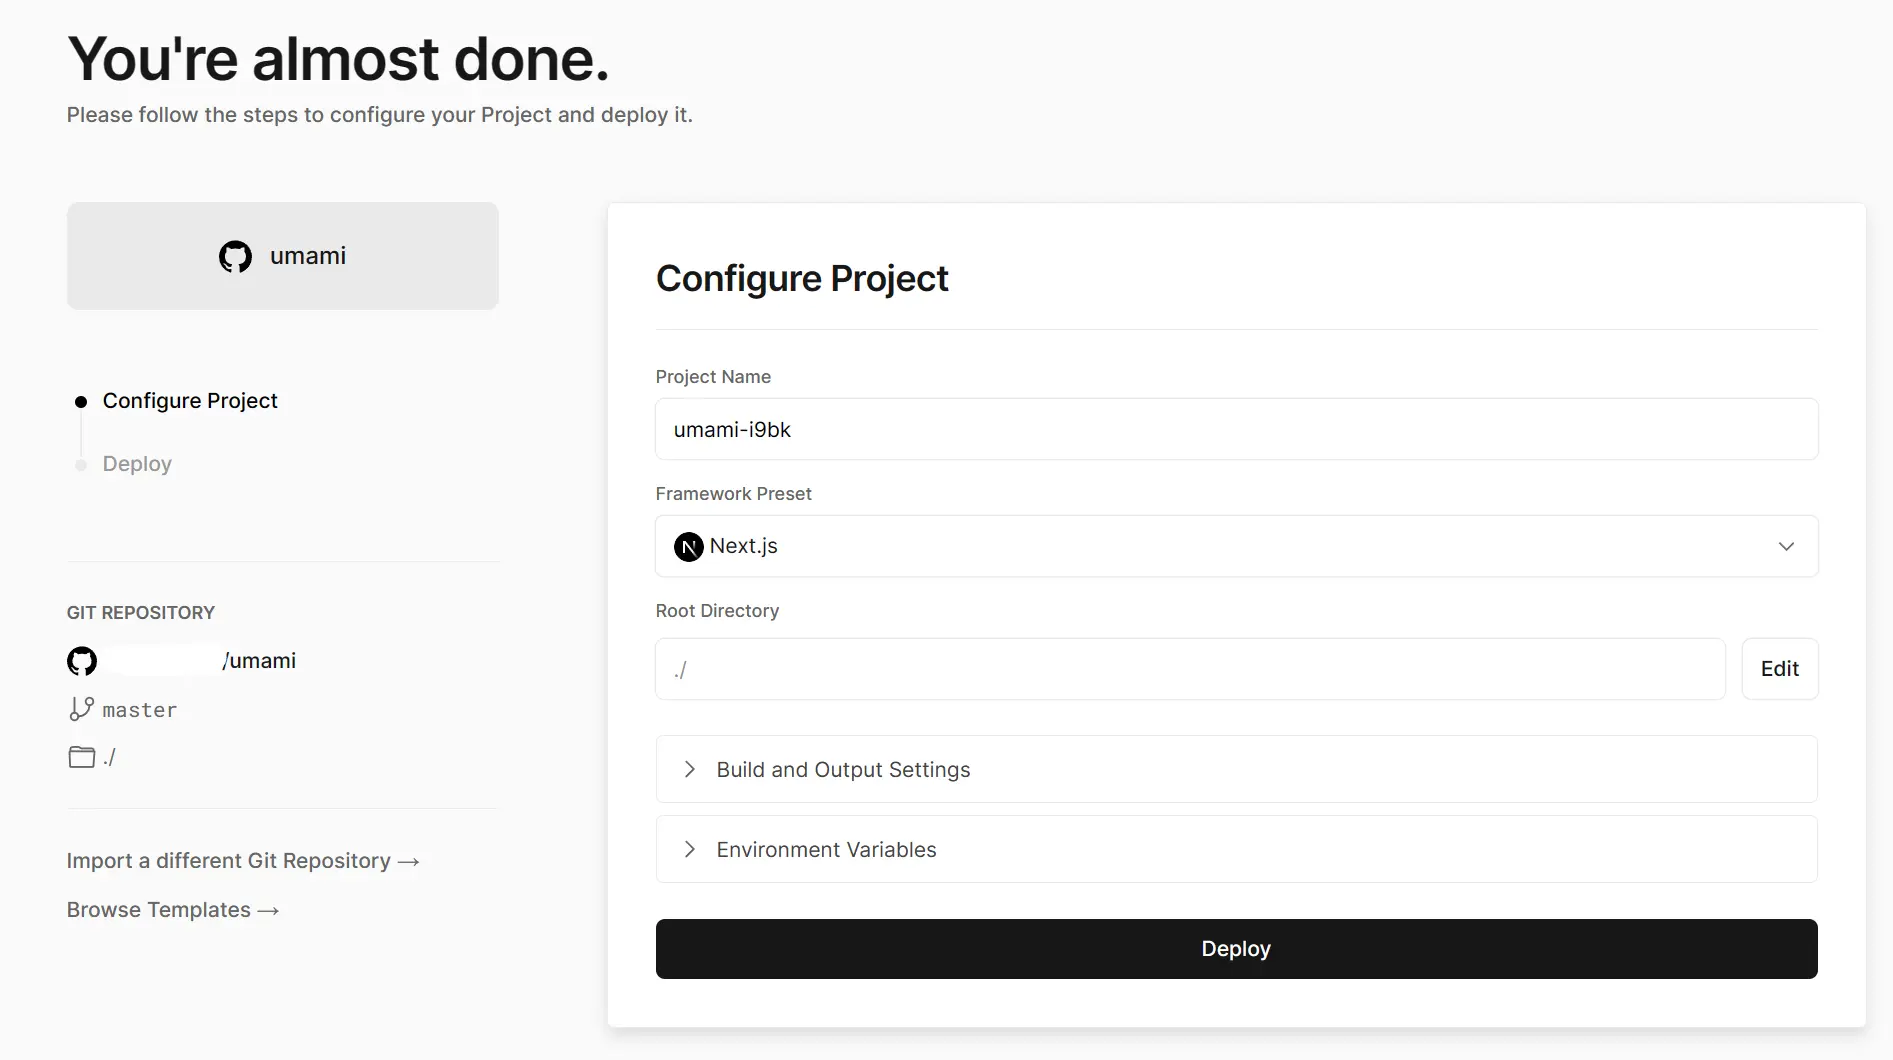 You're almost done.
Please follow the steps to configure your Project and deploy it.
umami
Configure Project
Deploy
GIT REPOSITORY
/umami
master
./
Import a different Git Repository →
Browse Templates →
Configure Project
Project Name
umami-i9bk
Framework Preset
Next.js
Root Directory
./
Edit
Build and Output Settings
Environment Variables
Deploy